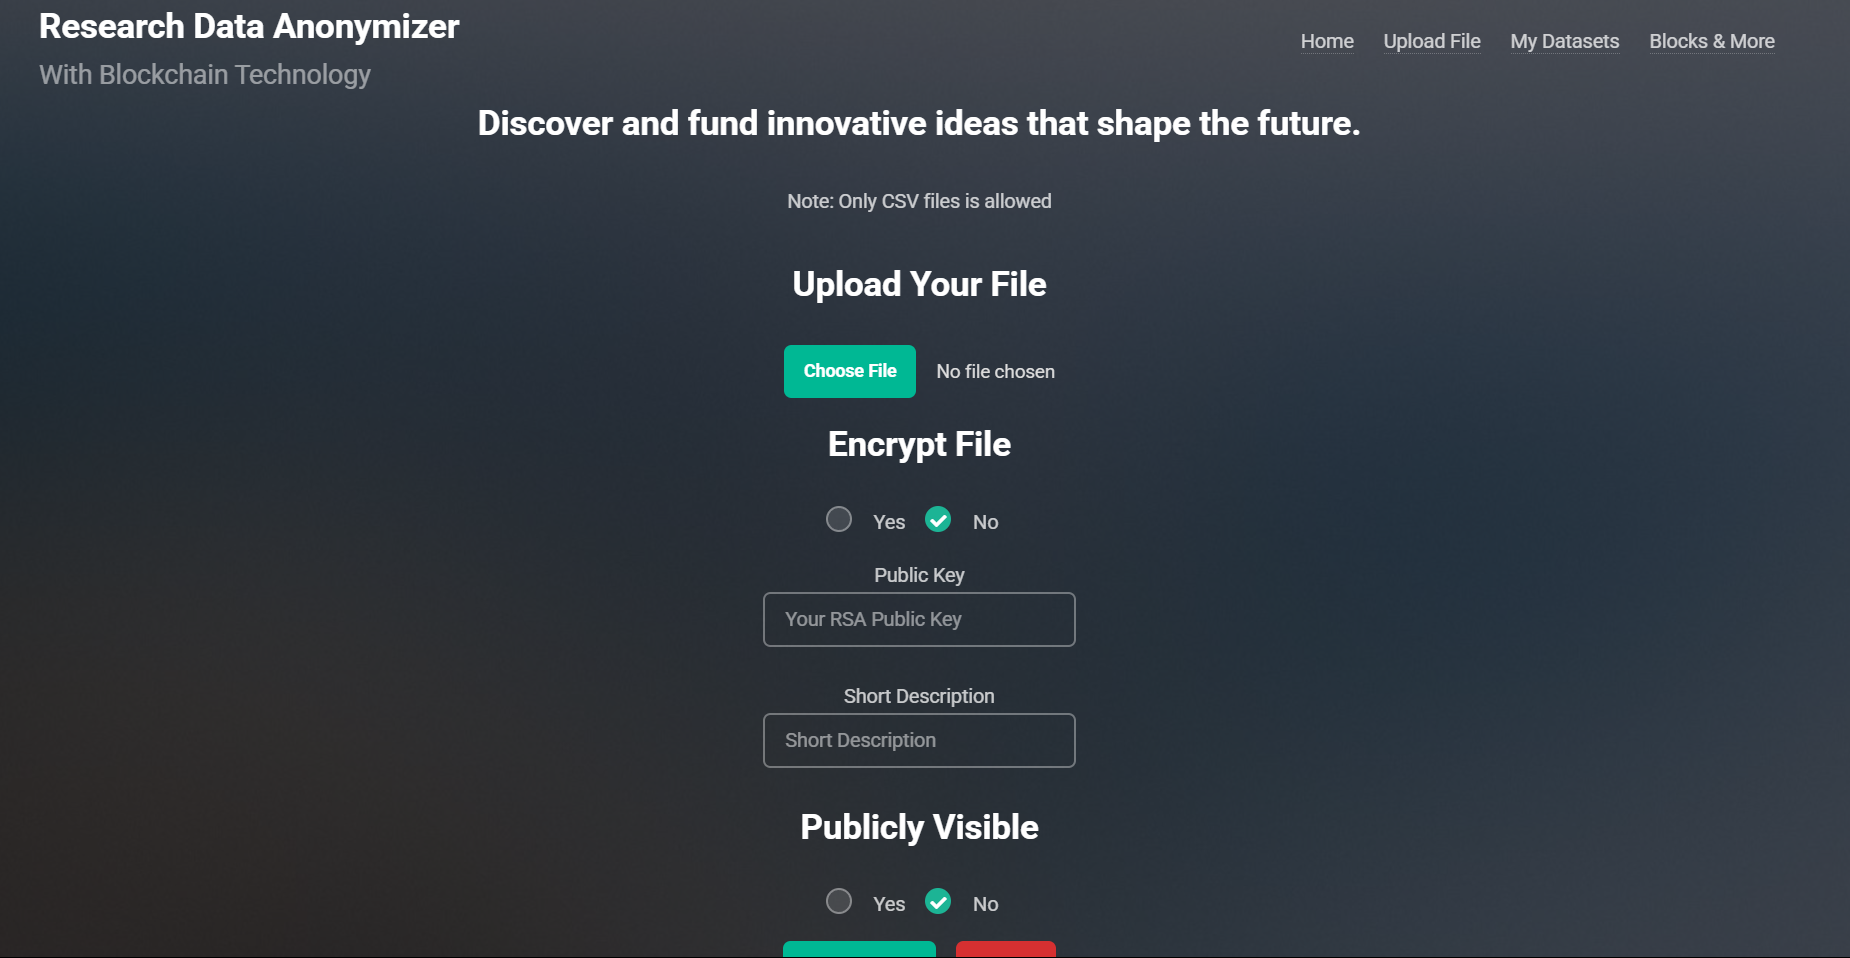 Research Data Anonymizer
With Blockchain Technology
Home Upload File My Datasets Blocks & More
Discover and fund innovative ideas that shape the future.
Note: Only CSV files is allowed
Upload Your File
Choose File No file chosen
Encrypt File
Yes No
Public Key
Your RSA Public Key
Short Description
Short Description
Publicly Visible
Yes No